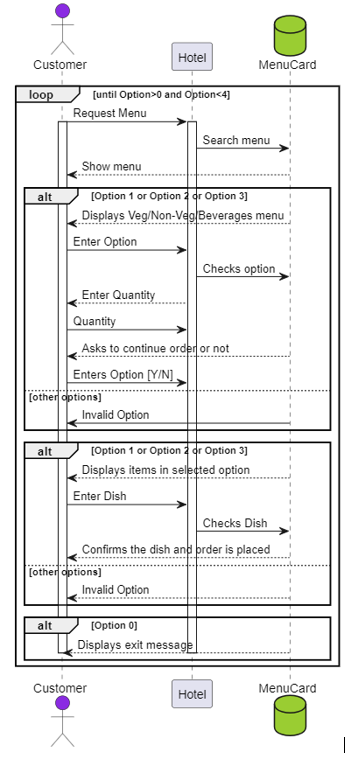 Customer
Hotel
MenuCard
loop [until Option>0 and Option<4]
Request Menu
Search menu
Show menu
alt [Option 1 or Option 2 or Option 3]
Displays Veg/Non-Veg/Beverages menu
Enter Option
Checks option
Enter Quantity
Quantity
Asks to continue order or not
Enters Option [Y/N]
[other options]
Invalid Option
alt [Option 1 or Option 2 or Option 3]
Displays items in selected option
Enter Dish
Checks Dish
Confirms the dish and order is placed
[other options]
Invalid Option
alt [Option 0]
Displays exit message
Customer
Hotel
MenuCard